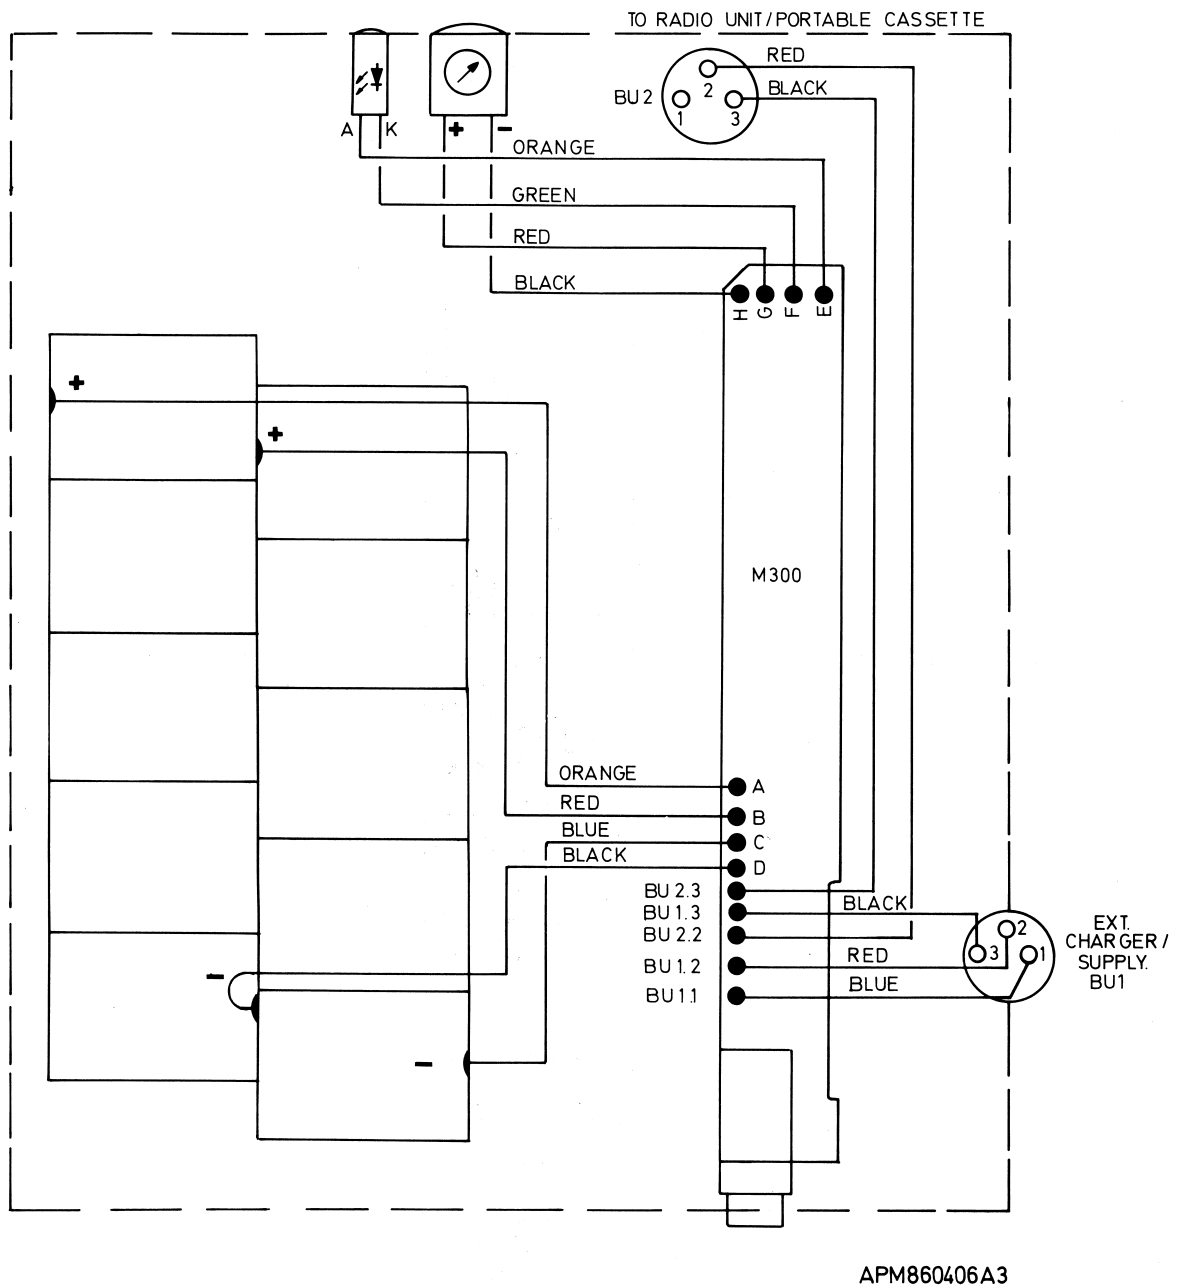 TO RADIO UNIT/PORTABLE CASSETTE
RED
BU2
2
BLACK
1
3
A K
+ -
ORANGE
GREEN
RED
BLACK
H G F E
+
+
M300
ORANGE A
RED B
BLUE C
BLACK D
BU 2.3
BLACK
BU 1.3
BU 2.2
2
3
1
EXT.
CHARGER/
SUPPLY.
BU1
RED
BU 1.2
BLUE
BU 1.1
-
-
APM860406A3